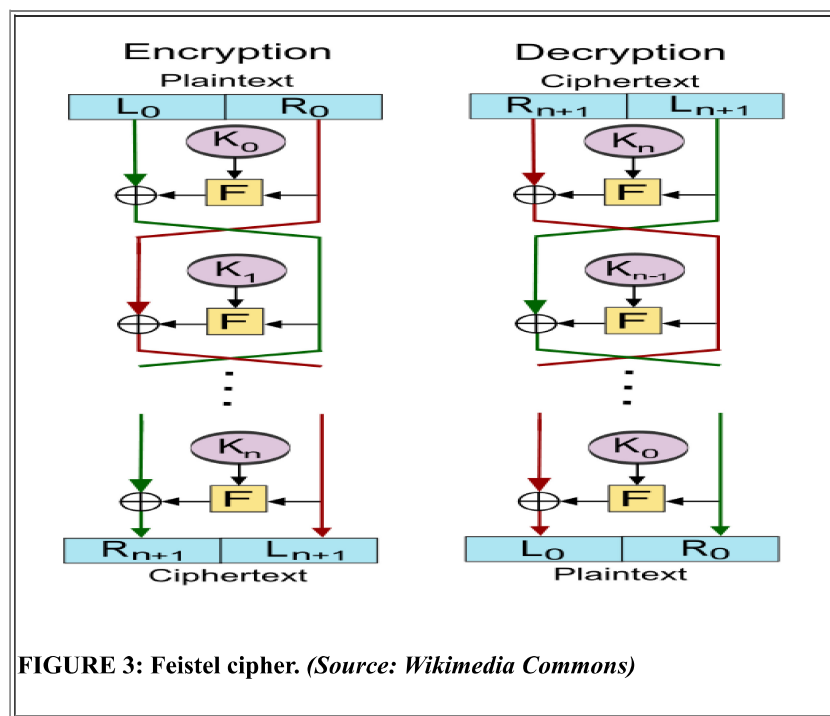 Encryption
Plaintext
L₀ R₀
K₀
F
K₁
F
Kₙ
F
Rₙ₊₁ Lₙ₊₁
Ciphertext
Decryption
Ciphertext
Rₙ₊₁ Lₙ₊₁
Kₙ
F
Kₙ₋₁
F
K₀
F
L₀ R₀
Plaintext
FIGURE 3: Feistel cipher. (Source: Wikimedia Commons)